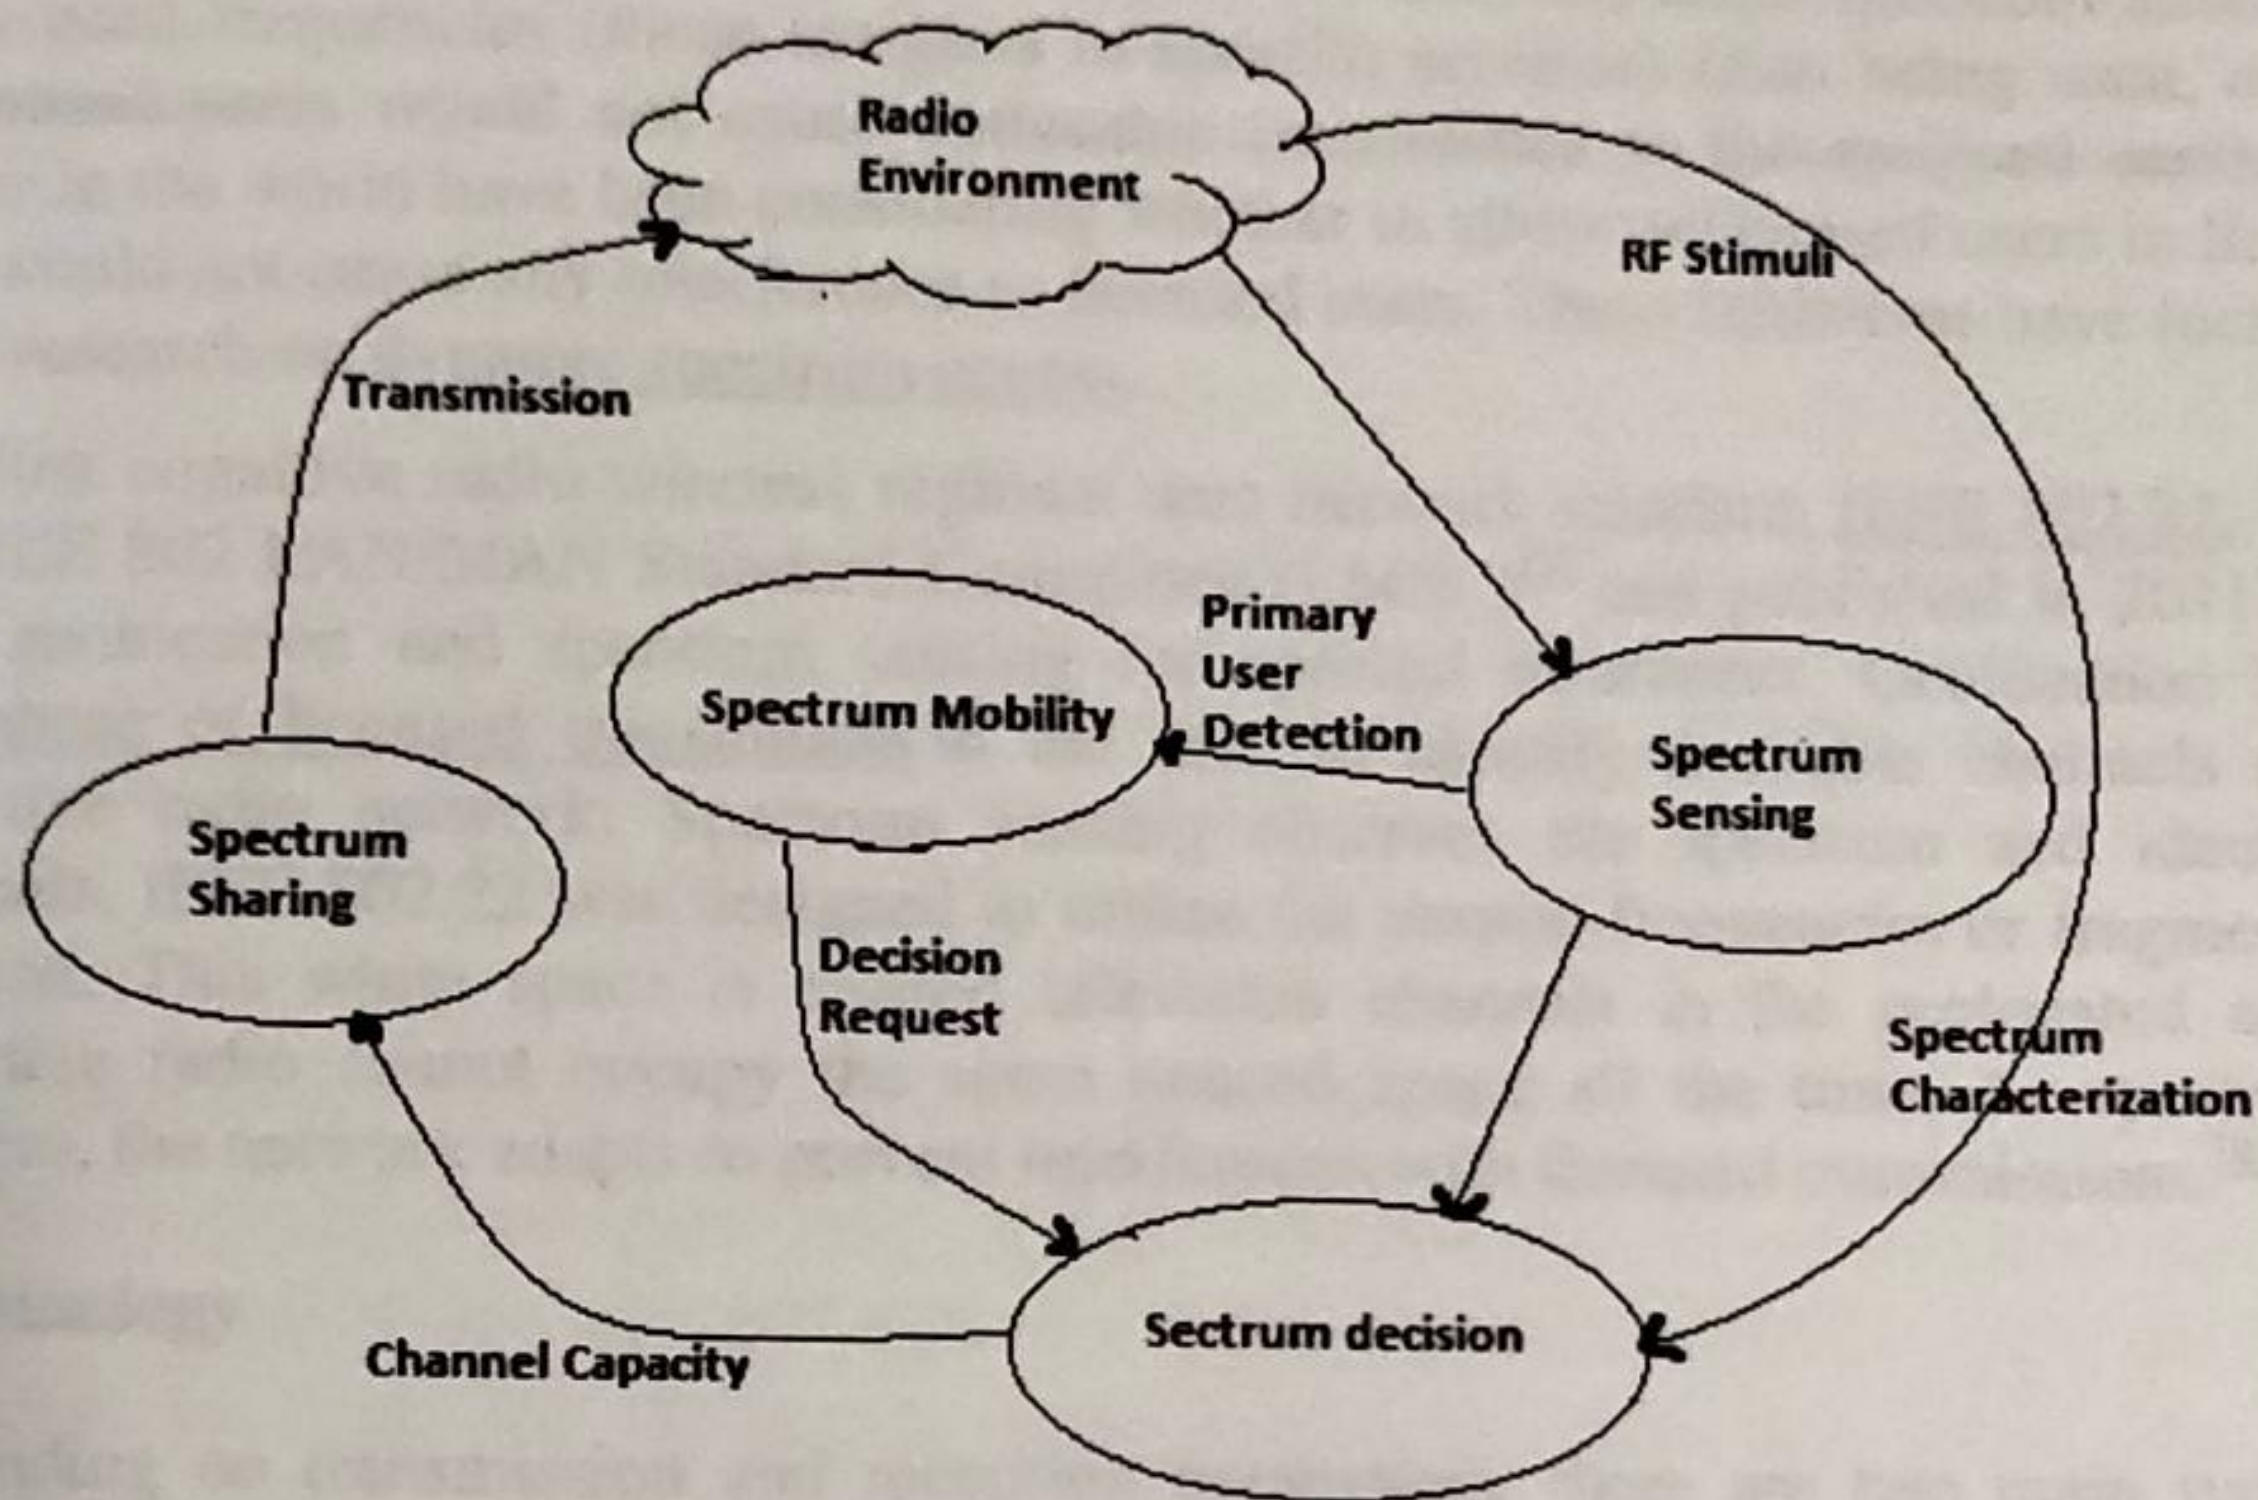 Radio
Environment
RF Stimuli
Transmission
Primary
User
Detection
Spectrum Mobility
Spectrum
Sensing
Spectrum
Sharing
Decision
Request
Spectrum
Characterization
Sectrum decision
Channel Capacity